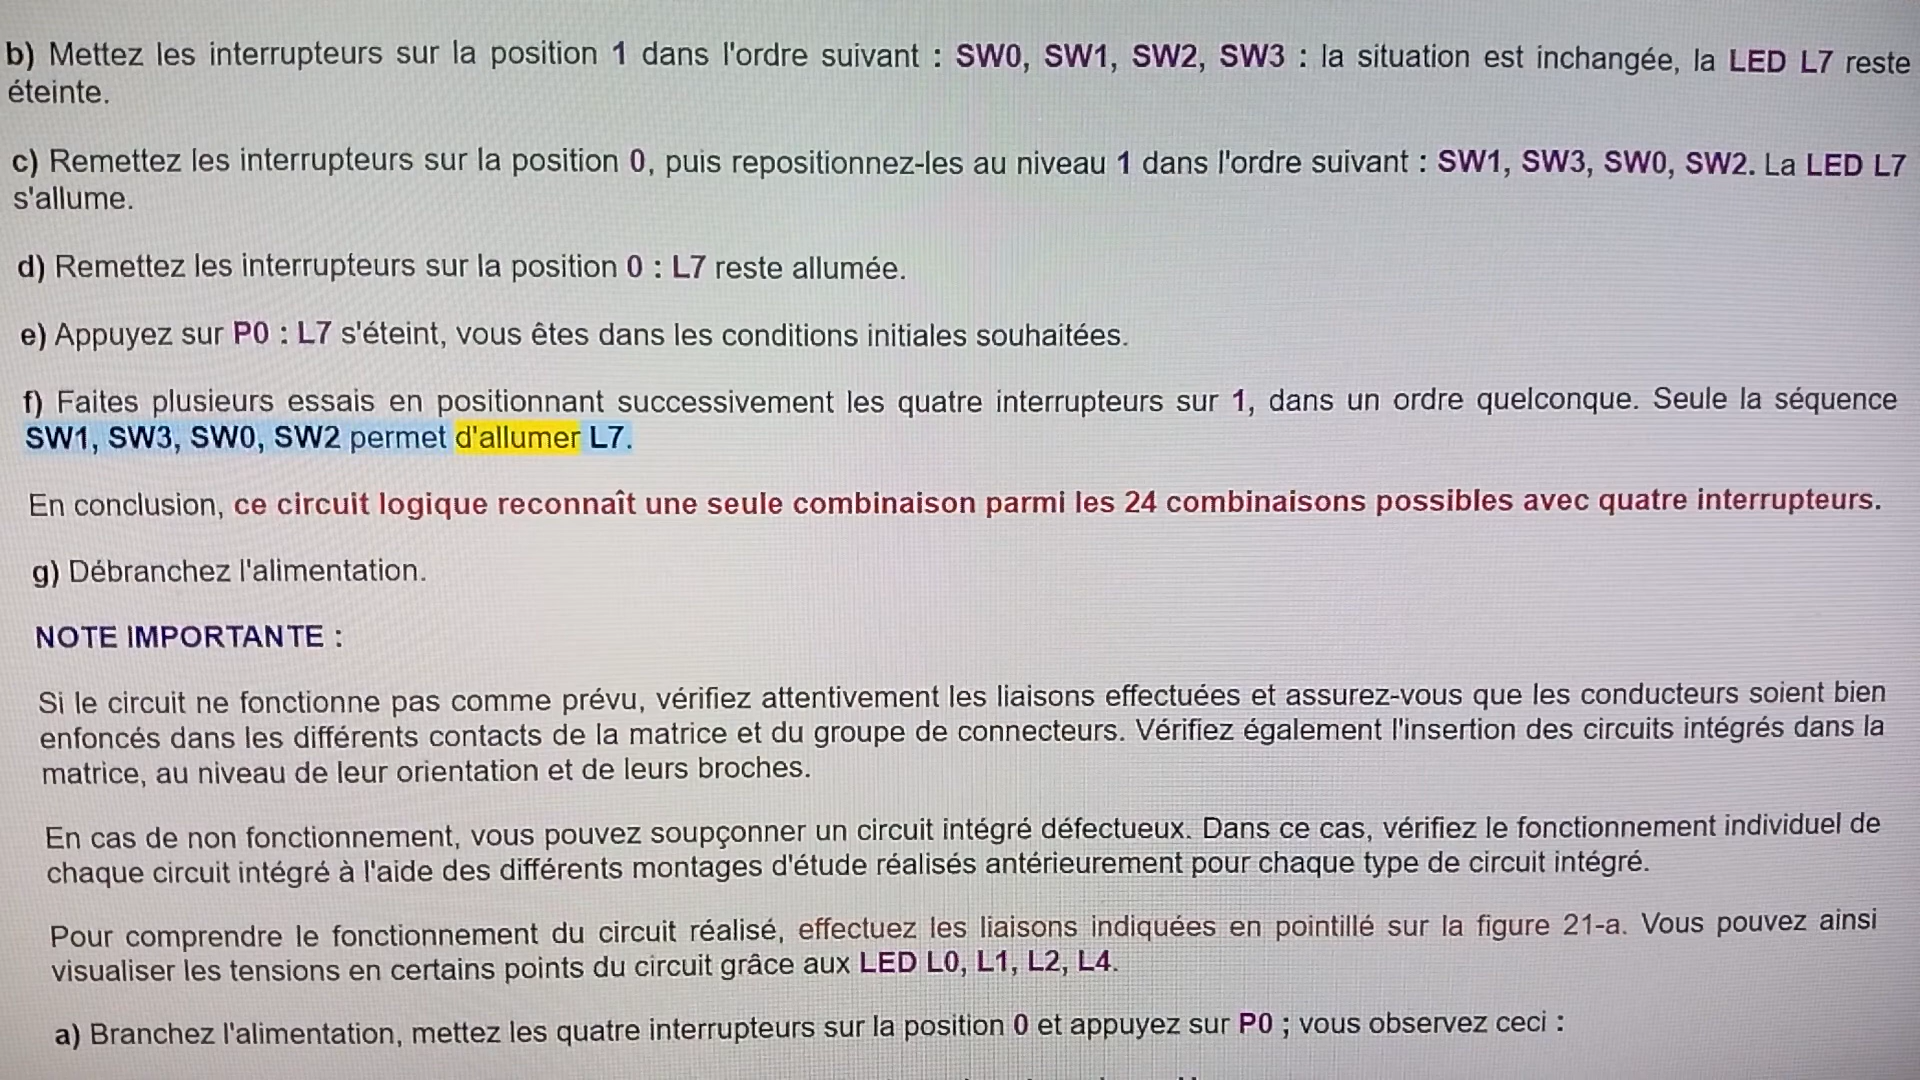 b) Mettez les interrupteurs sur la position 1 dans l'ordre suivant : SW0, SW1, SW2, SW3 : la situation est inchangée, la LED L7 reste
éteinte.
c) Remettez les interrupteurs sur la position 0, puis repositionnez-les au niveau 1 dans l'ordre suivant : SW1, SW3, SW0, SW2. La LED L7
s'allume.
d) Remettez les interrupteurs sur la position 0 : L7 reste allumée.
e) Appuyez sur P0 : L7 s'éteint, vous êtes dans les conditions initiales souhaitées.
f) Faites plusieurs essais en positionnant successivement les quatre interrupteurs sur 1, dans un ordre quelconque. Seule la séquence
SW1, SW3, SW0, SW2 permet d'allumer L7.
En conclusion, ce circuit logique reconnaît une seule combinaison parmi les 24 combinaisons possibles avec quatre interrupteurs.
g) Débranchez l'alimentation.
NOTE IMPORTANTE :
Si le circuit ne fonctionne pas comme prévu, vérifiez attentivement les liaisons effectuées et assurez-vous que les conducteurs soient bien
enfoncés dans les différents contacts de la matrice et du groupe de connecteurs. Vérifiez également l'insertion des circuits intégrés dans la
matrice, au niveau de leur orientation et de leurs broches.
En cas de non fonctionnement, vous pouvez soupçonner un circuit intégré défectueux. Dans ce cas, vérifiez le fonctionnement individuel de
chaque circuit intégré à l'aide des différents montages d'étude réalisés antérieurement pour chaque type de circuit intégré.
Pour comprendre le fonctionnement du circuit réalisé, effectuez les liaisons indiquées en pointillé sur la figure 21-a. Vous pouvez ainsi
visualiser les tensions en certains points du circuit grâce aux LED L0, L1, L2, L4.
a) Branchez l'alimentation, mettez les quatre interrupteurs sur la position 0 et appuyez sur P0 ; vous observez ceci :